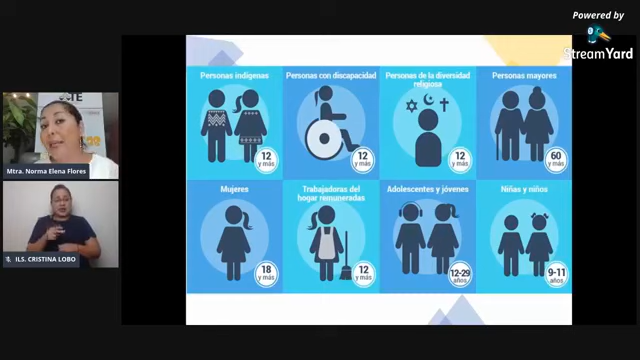 Powered by
StreamYard
Personas indígenas
12
y más
Personas con discapacidad
12
y más
Personas de la diversidad
religiosa
12
y más
Personas mayores
60
y más
Mtra. Norma Elena Flores
ILS. CRISTINA LOBO
Mujeres
18
y más
Trabajadoras del
hogar remuneradas
12
y más
Adolescentes y jóvenes
12-29
años
Niñas y niños
9-11
años